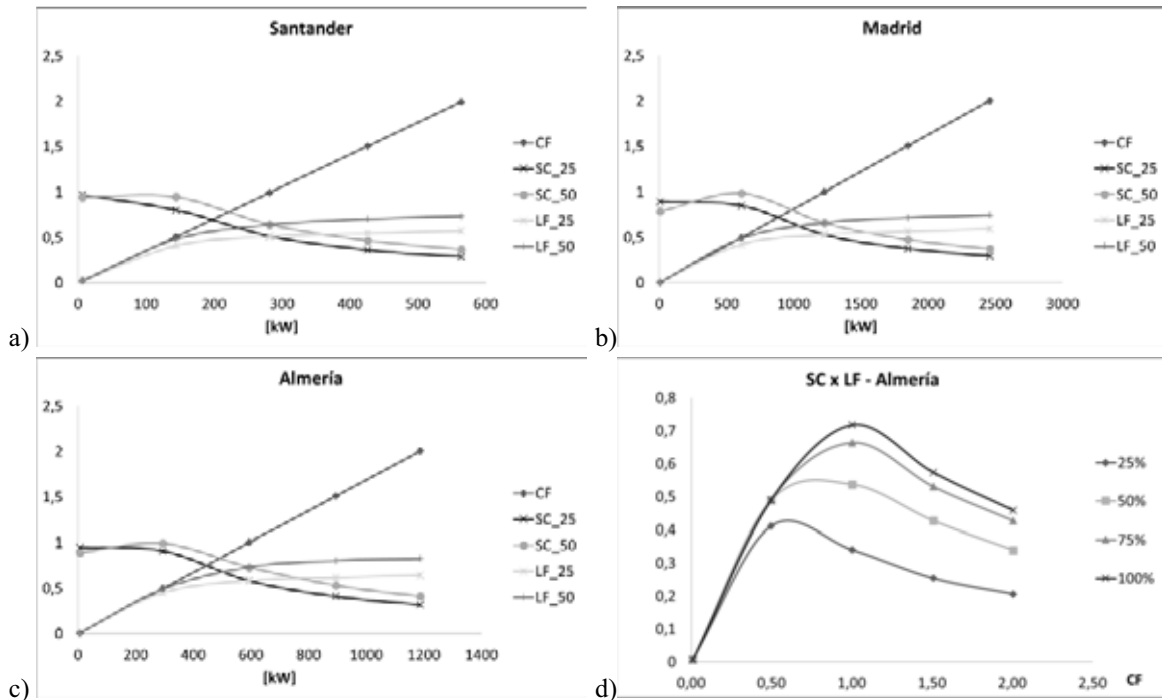 Santander
2,5
2
1,5
1
0,5
0
0 100 200 300 400 500 600
[kW]
CF
SC_25
SC_50
LF_25
LF_50
a)
Madrid
2,5
2
1,5
1
0,5
0
0 500 1000 1500 2000 2500 3000
[kW]
CF
SC_25
SC_50
LF_25
LF_50
b)
Almería
2,5
2
1,5
1
0,5
0
0 200 400 600 800 1000 1200 1400
[kW]
CF
SC_25
SC_50
LF_25
LF_50
c)
SC x LF - Almería
0,8
0,7
0,6
0,5
0,4
0,3
0,2
0,1
0
0,00 0,50 1,00 1,50 2,00 2,50 CF
25%
50%
75%
100%
d)